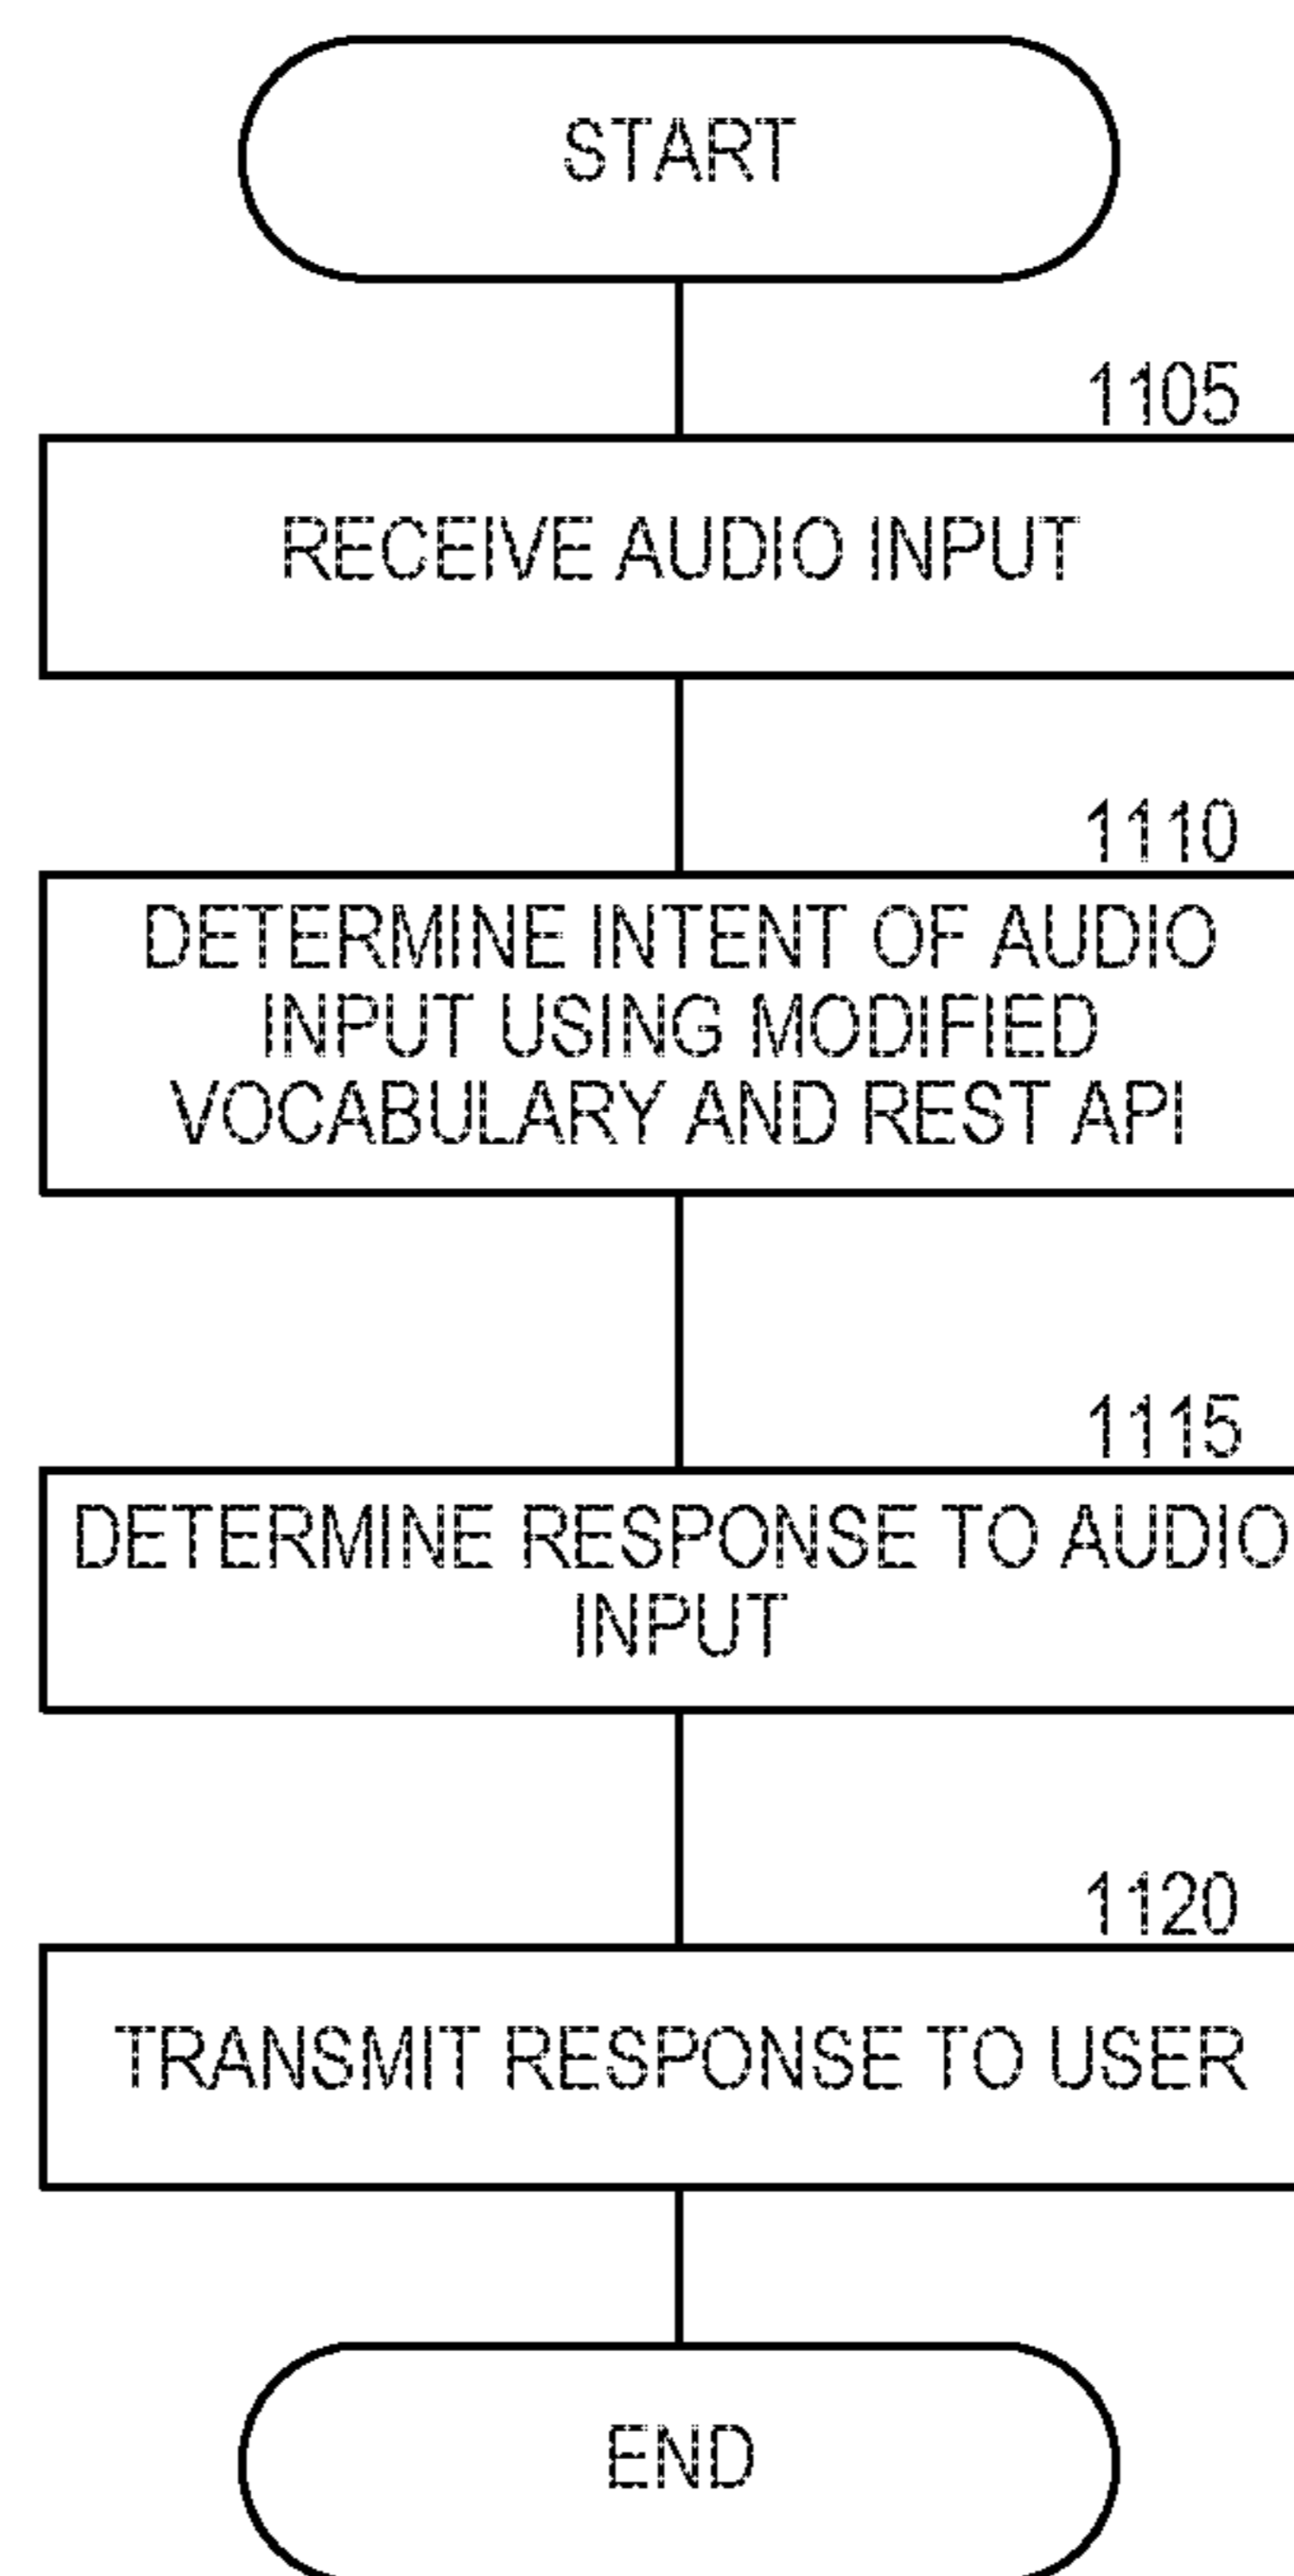 START
1105
RECEIVE AUDIO INPUT
1110
DETERMINE INTENT OF AUDIO
INPUT USING MODIFIED
VOCABULARY AND REST API
1115
DETERMINE RESPONSE TO AUDIO
INPUT
1120
TRANSMIT RESPONSE TO USER
END